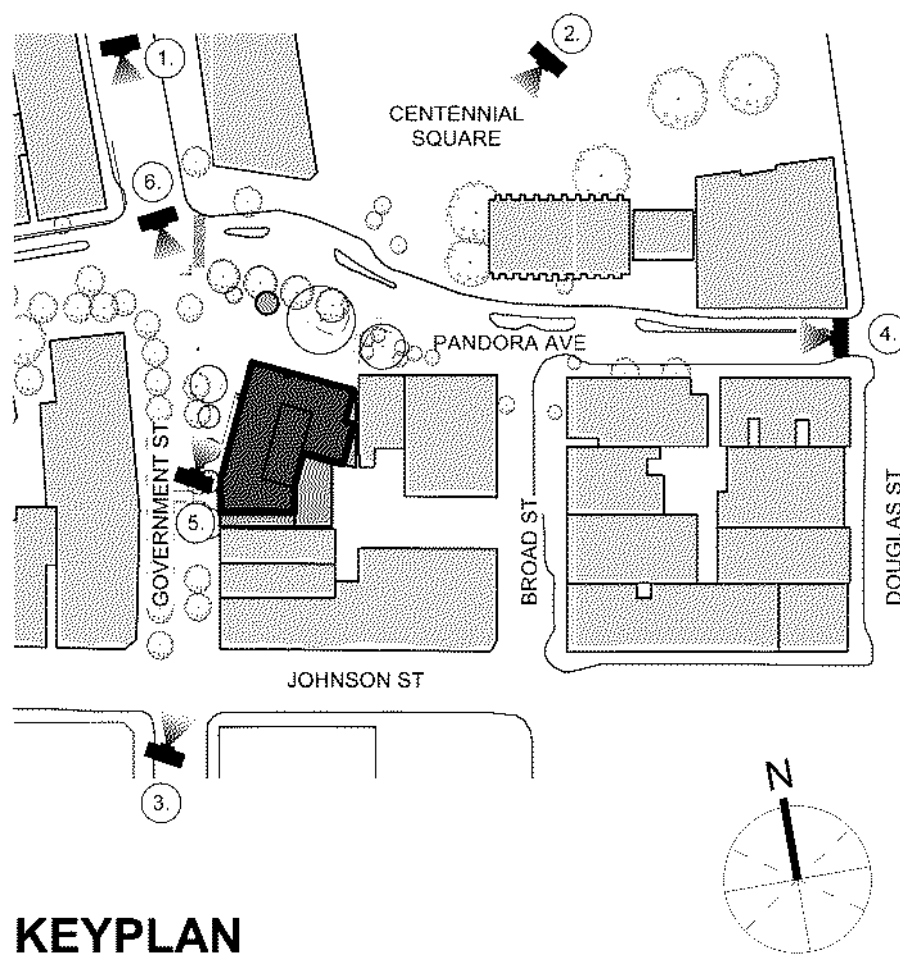 2.
1.
CENTENNIAL
SQUARE
6.
4.
PANDORA AVE
GOVERNMENT ST
5.
BROAD ST
DOUGLAS ST
JOHNSON ST
3.
N
KEYPLAN